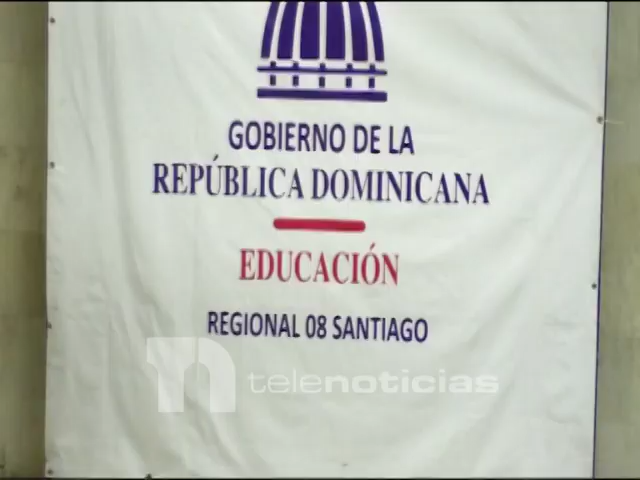 GOBIERNO DE LA
REPÚBLICA DOMINICANA
EDUCACIÓN
REGIONAL 08 SANTIAGO
n telenoticias